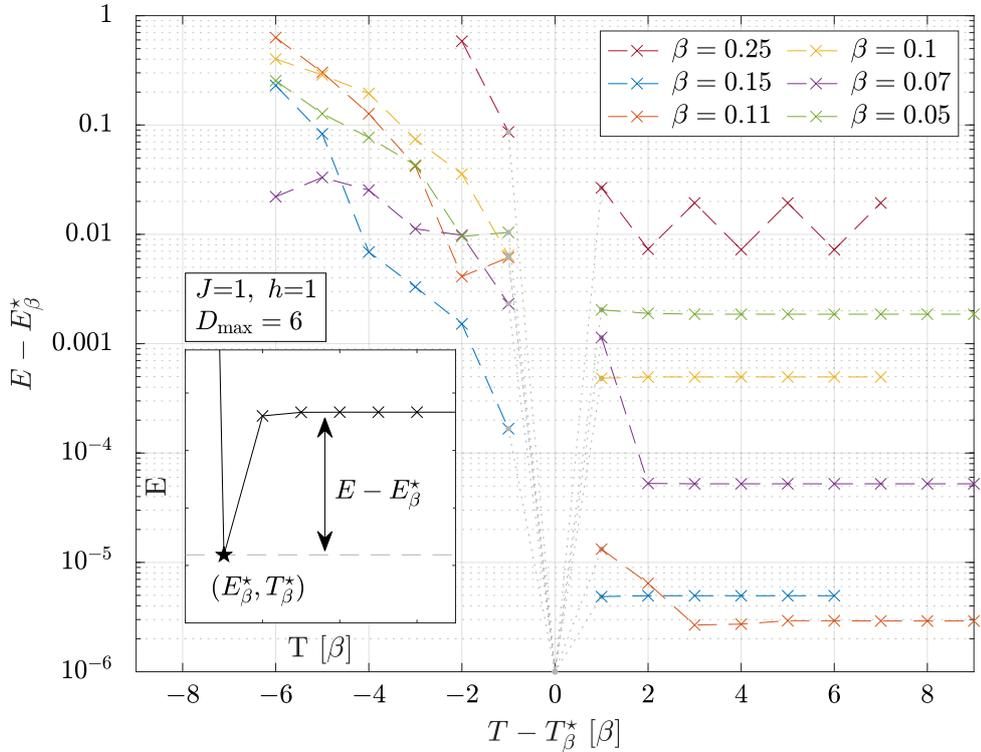 1
0.1
0.01
0.001
10⁻⁴
10⁻⁵
10⁻⁶
E − E⋆β
β = 0.25
β = 0.15
β = 0.11
β = 0.1
β = 0.07
β = 0.05
J=1, h=1
Dmax = 6
E
E − E⋆β
(E⋆β, T⋆β)
T [β]
−8 −6 −4 −2 0 2 4 6 8
T − T⋆β [β]